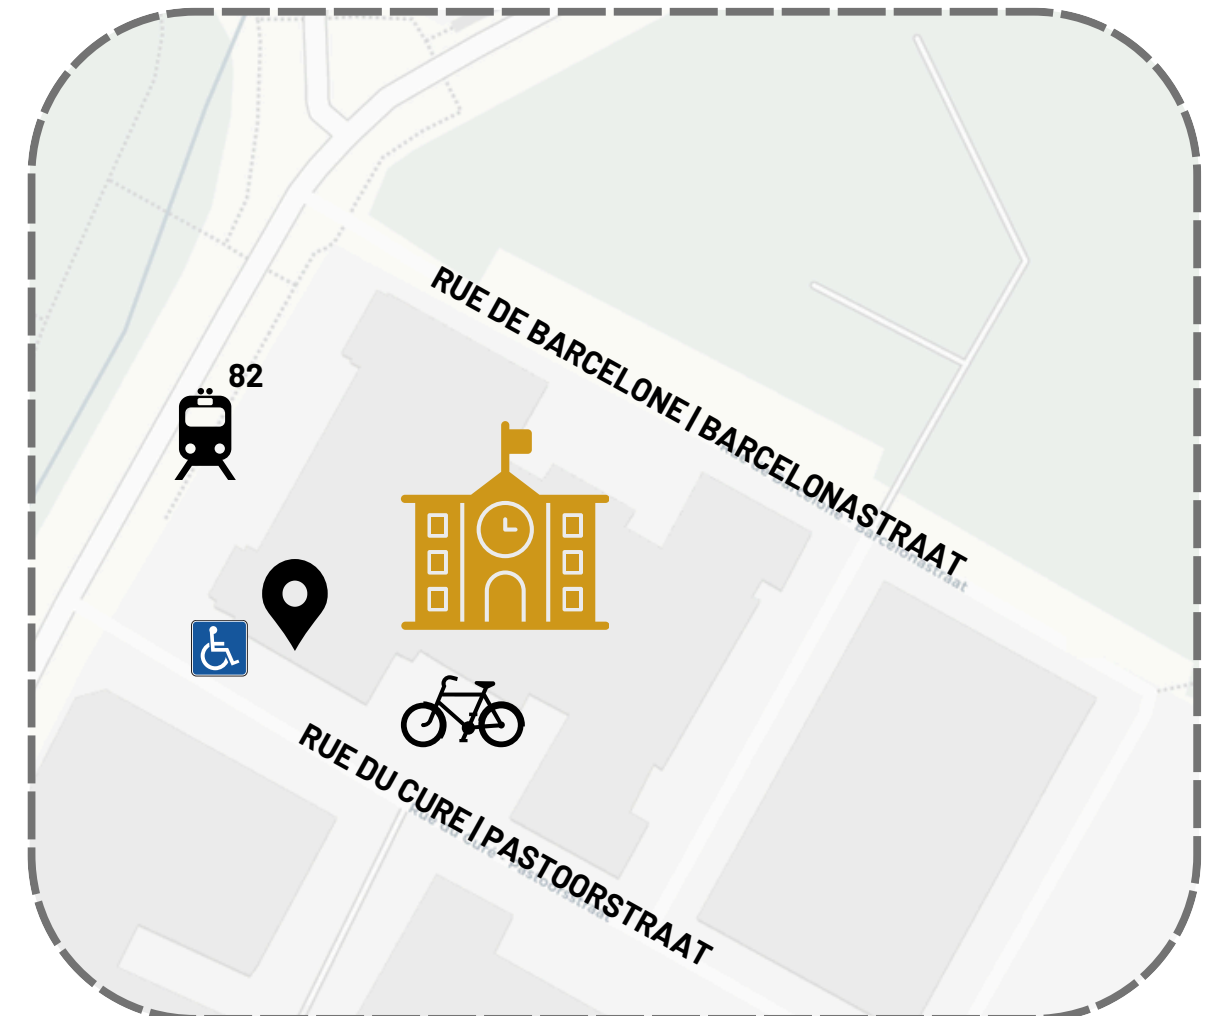 RUE DE BARCELONE | BARCELONASTRAAT
82
RUE DU CURE | PASTOORSTRAAT